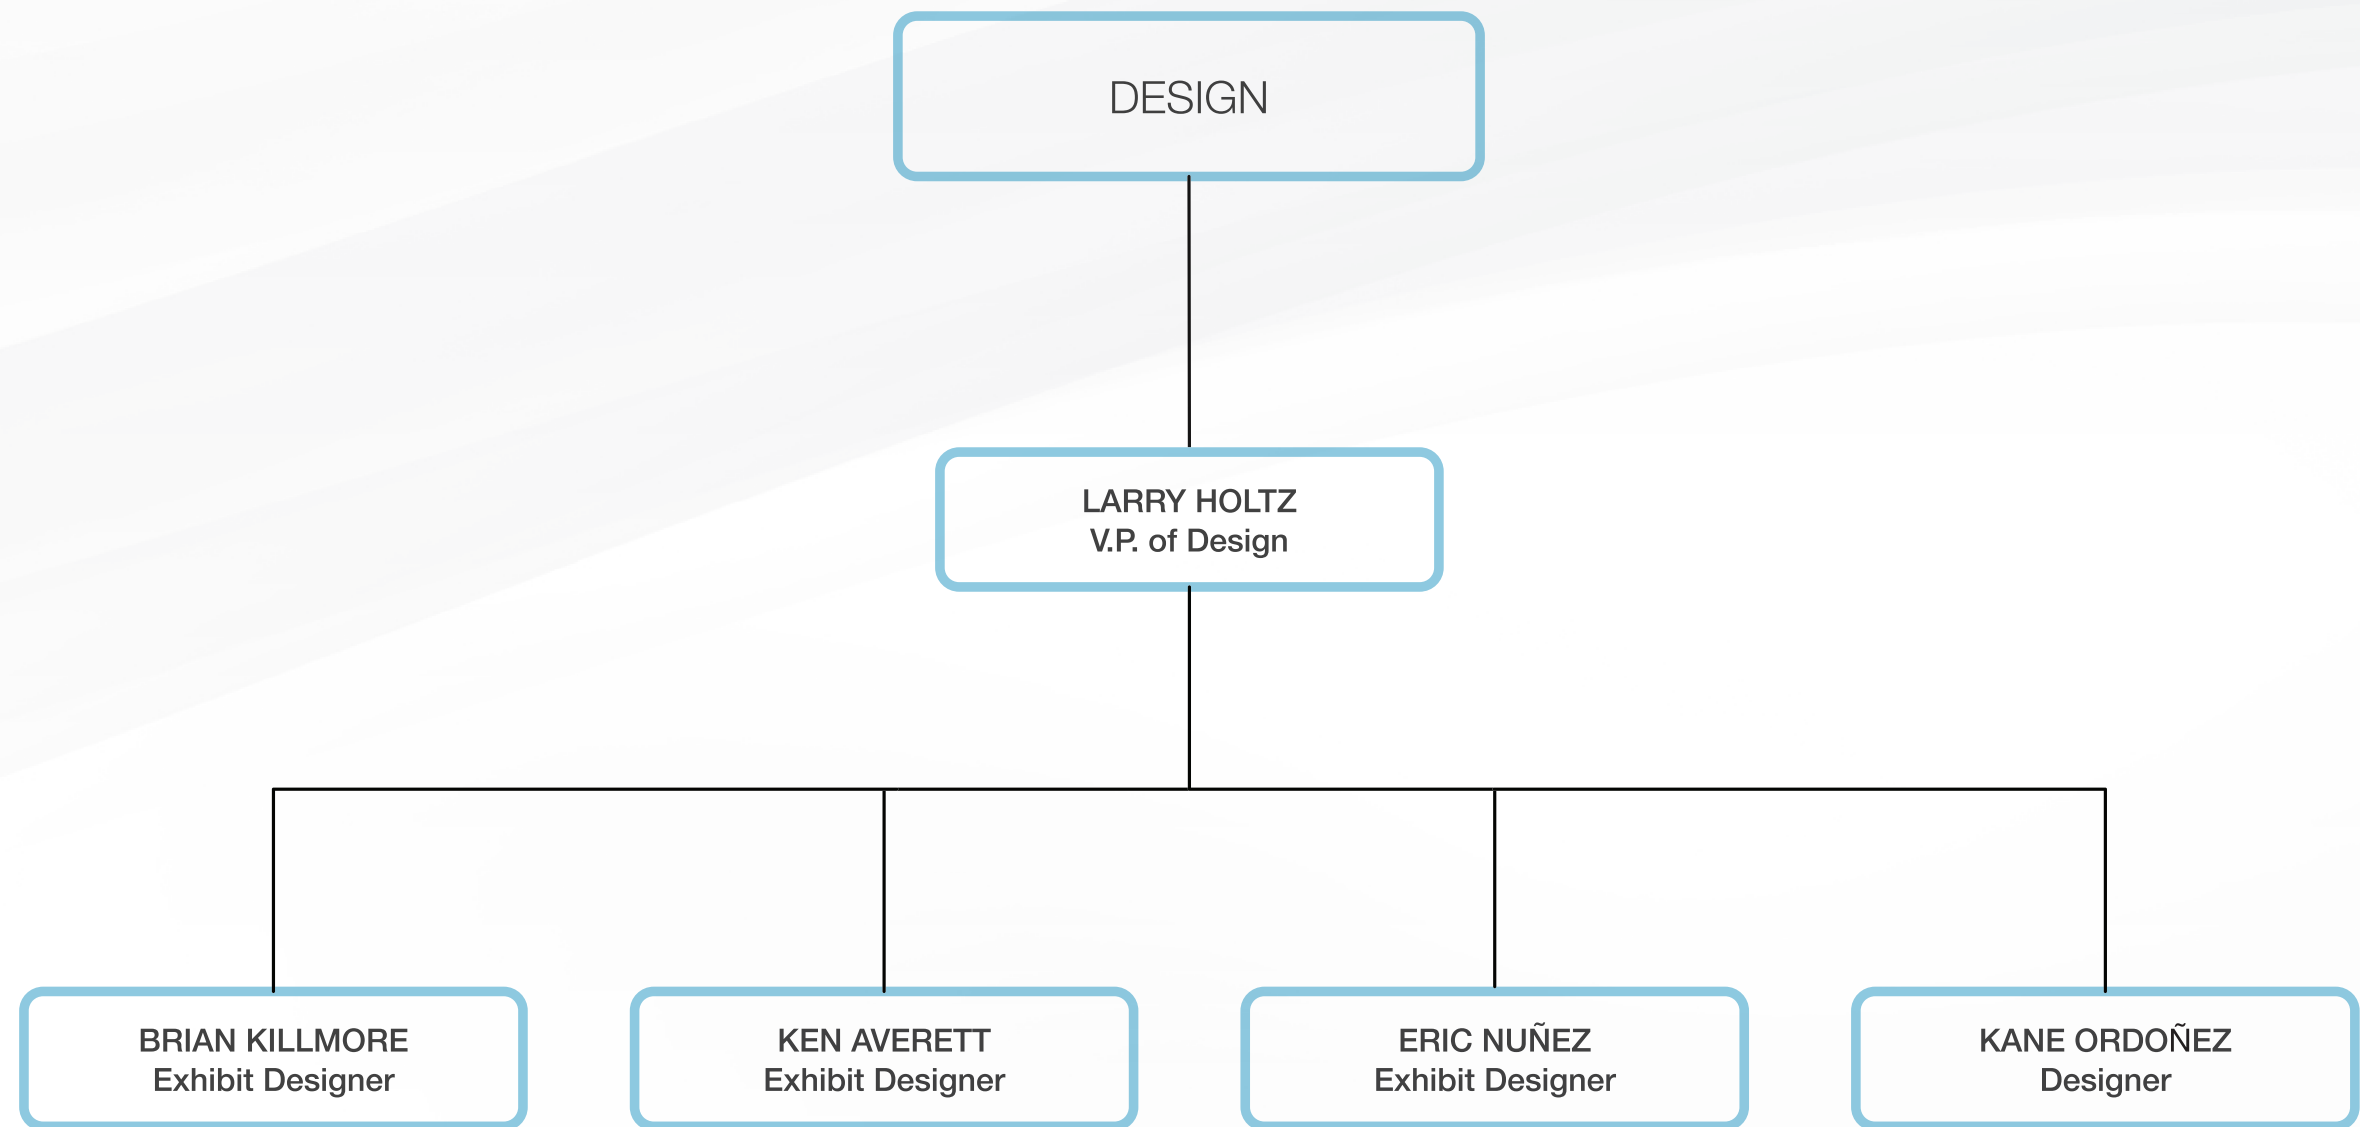 DESIGN
LARRY HOLTZ
V.P. of Design
BRIAN KILLMORE
Exhibit Designer
KEN AVERETT
Exhibit Designer
ERIC NUÑEZ
Exhibit Designer
KANE ORDOÑEZ
Designer